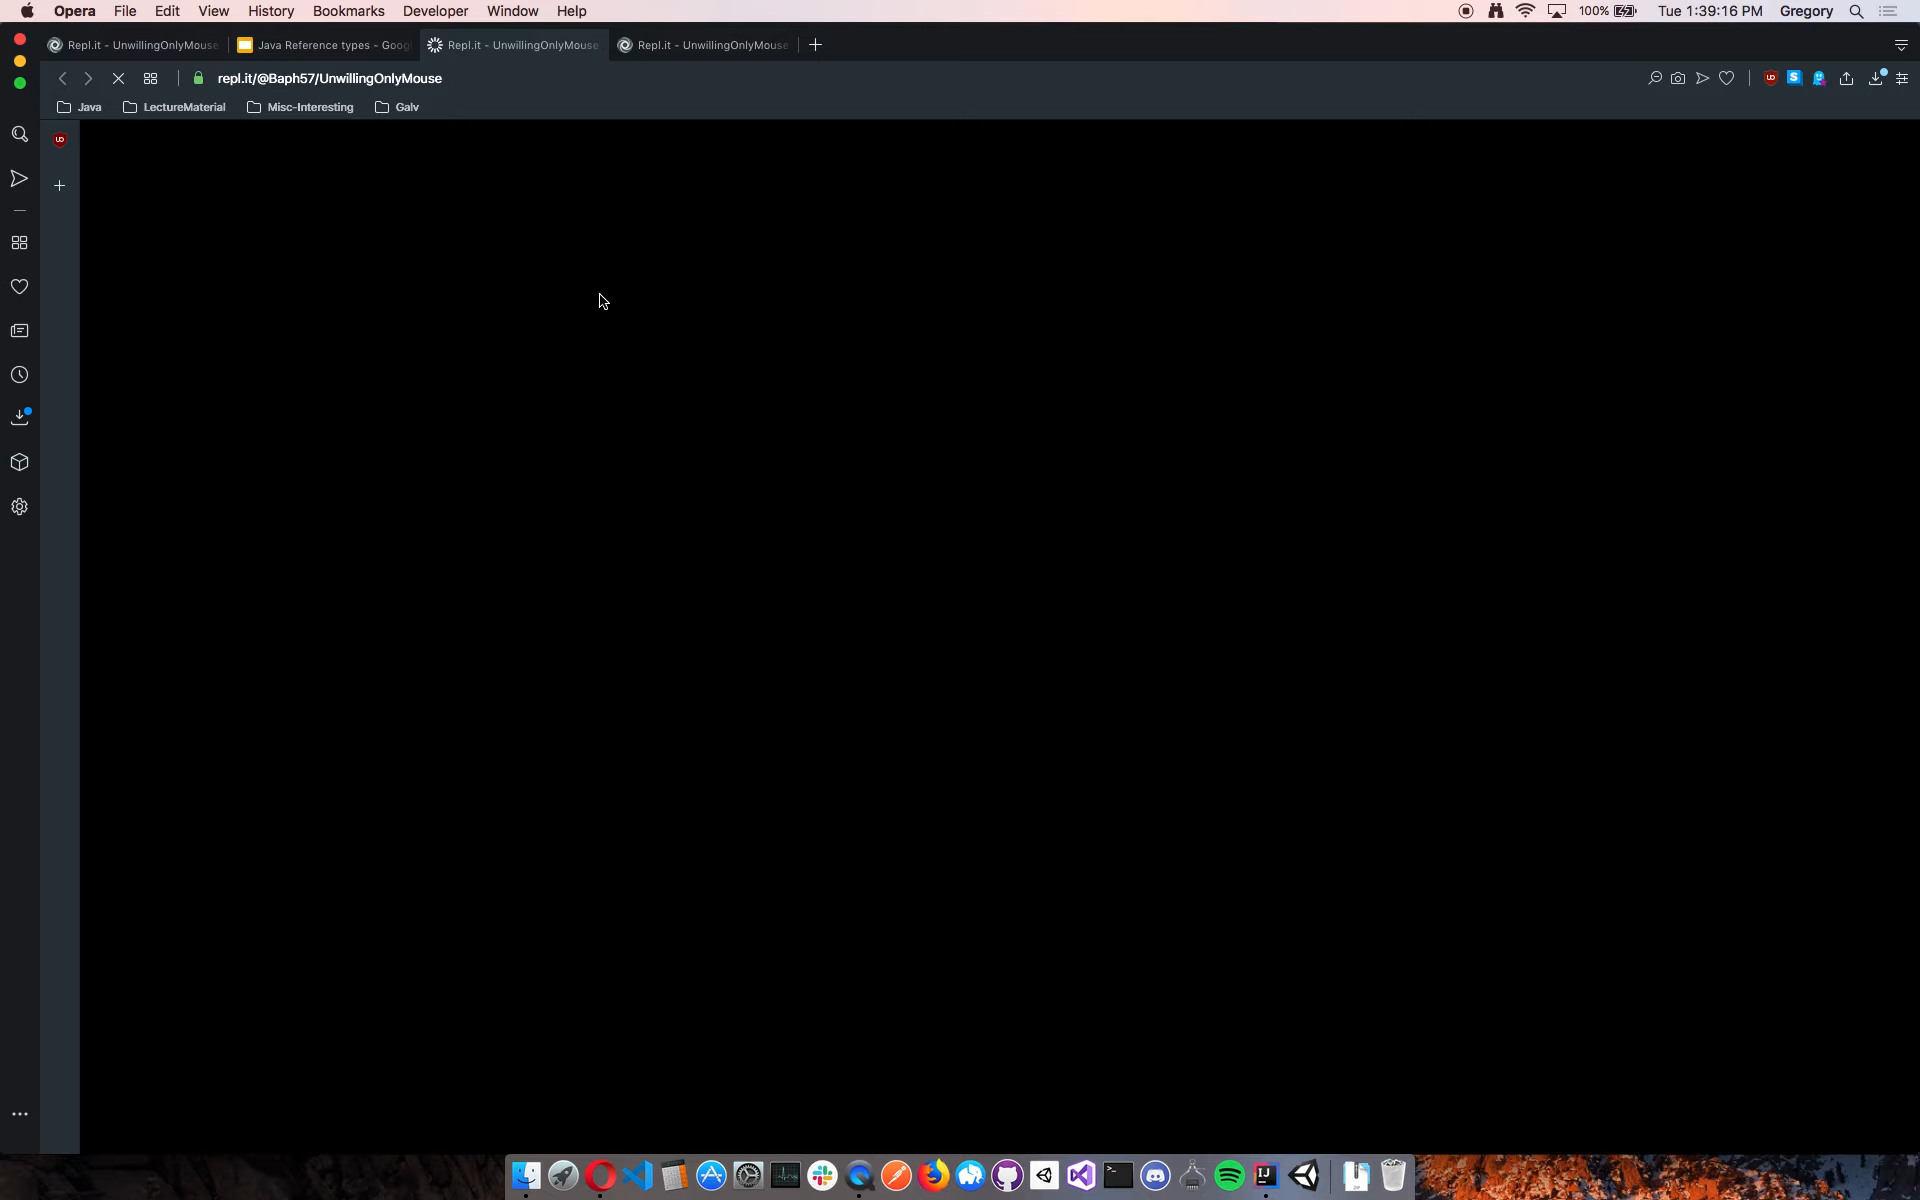 Opera File Edit View History Bookmarks Developer Window Help 100% Tue 1:39:16 PM Gregory
Repl.it - UnwillingOnlyMouse Java Reference types - Goog Repl.it - UnwillingOnlyMouse Repl.it - UnwillingOnlyMouse
repl.it/@Baph57/UnwillingOnlyMouse
Java LectureMaterial Misc-Interesting Galv